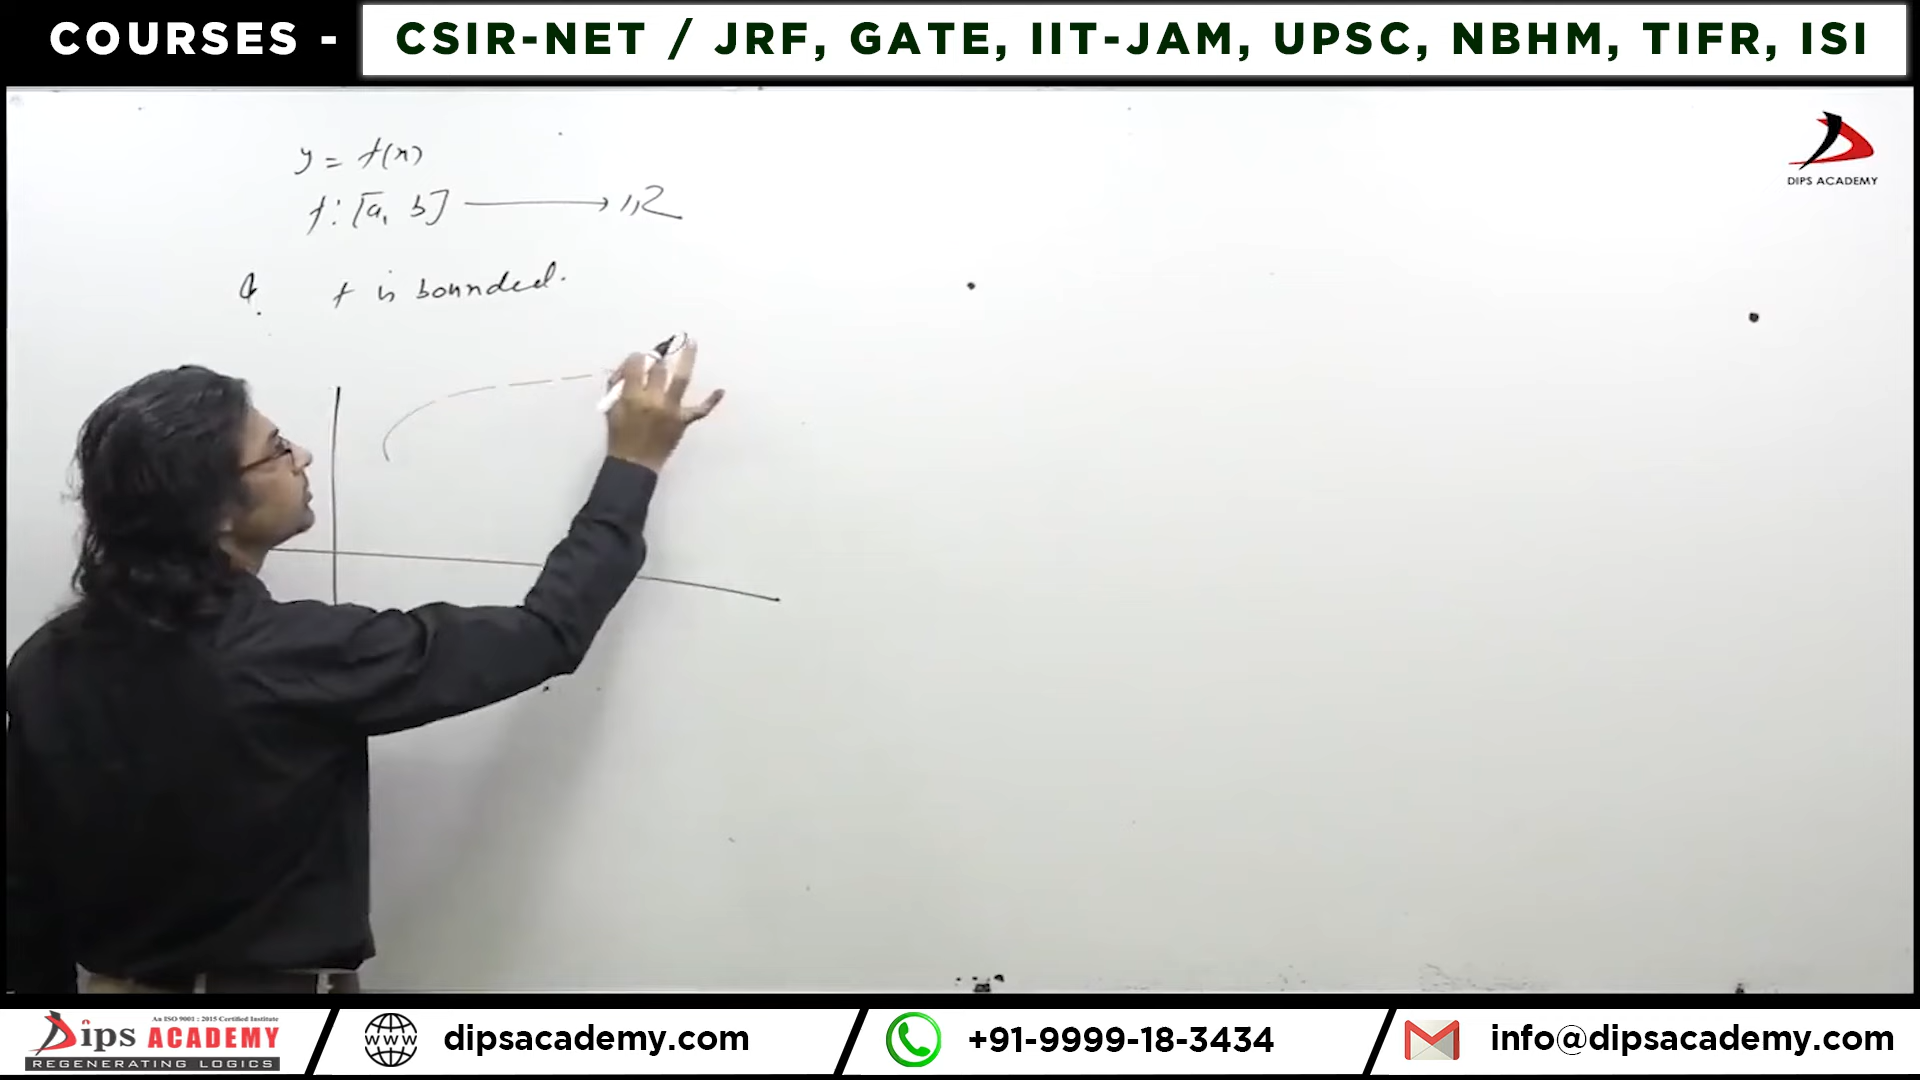 COURSES - CSIR-NET / JRF, GATE, IIT-JAM, UPSC, NBHM, TIFR, ISI
DIPS ACADEMY
y = f(x)
f: [a, b] → ℝ
& f is bounded.
An ISO 9001 : 2015 Certified Institute
Dips ACADEMY
REGENERATING LOGICS
WWW
dipsacademy.com
+91-9999-18-3434
info@dipsacademy.com